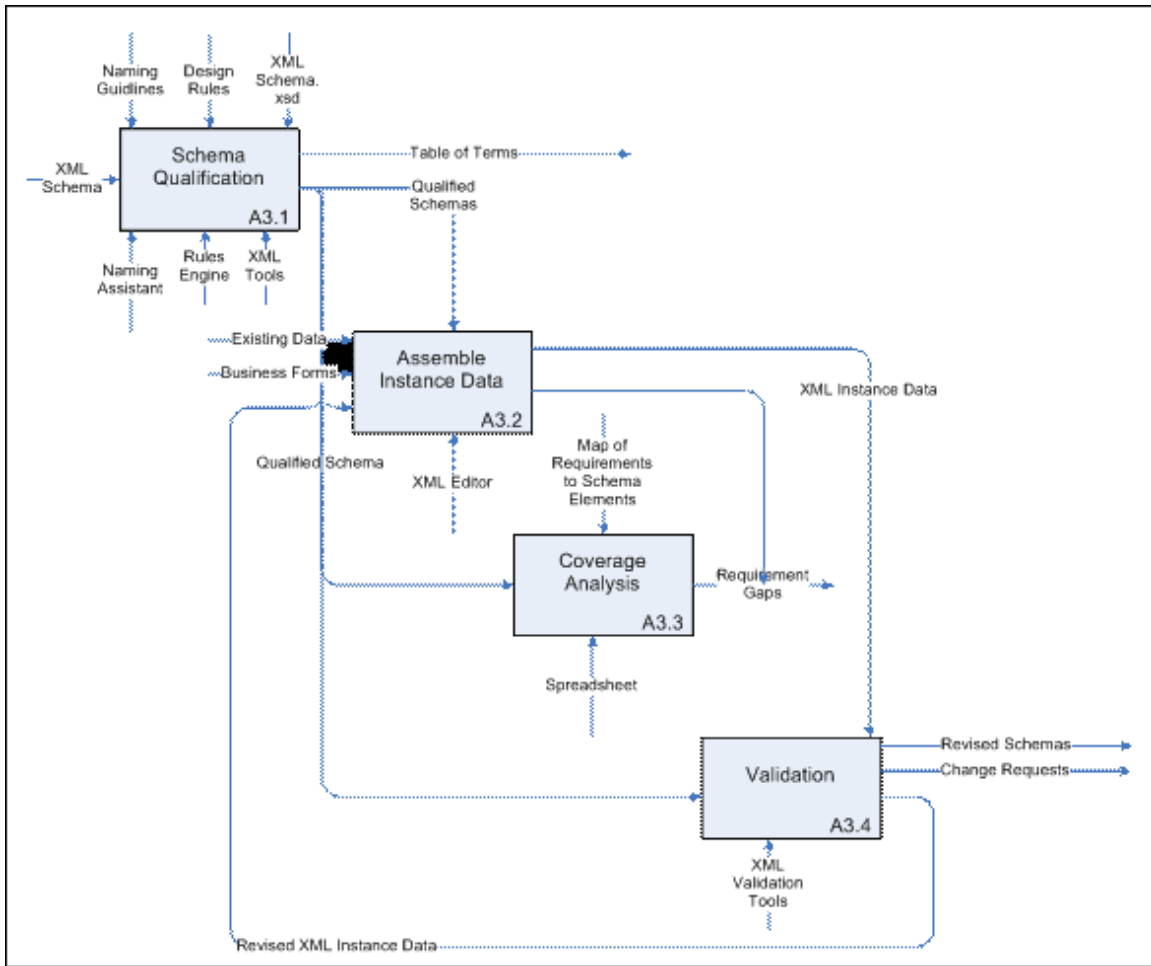 Naming
Guidlines
Design
Rules
XML
Schema.
xsd
XML
Schema
Schema
Qualification
A3.1
Table of Terms
Qualified
Schemas
Naming
Assistant
Rules
Engine
XML
Tools
Existing Data
Business Forms
Assemble
Instance Data
A3.2
XML Instance Data
Qualified Schema
XML Editor
Map of
Requirements
to Schema
Elements
Coverage
Analysis
A3.3
Requirement
Gaps
Spreadsheet
Validation
A3.4
Revised Schemas
Change Requests
XML
Validation
Tools
Revised XML Instance Data